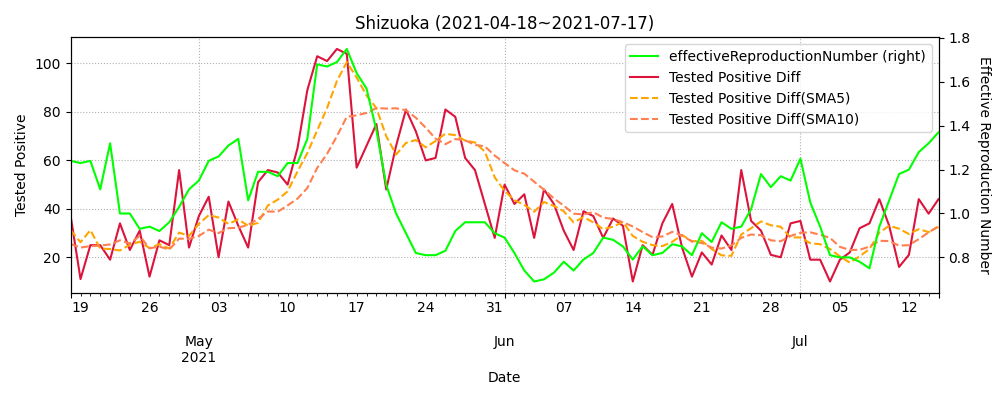 Shizuoka (2021-04-18~2021-07-17)
effectiveReproductionNumber (right)
Tested Positive Diff
Tested Positive Diff(SMA5)
Tested Positive Diff(SMA10)
Tested Positive
100
80
60
40
20
1.8
1.6
1.4
1.2
1.0
0.8
Effective Reproduction Number
19 26 03 10 17 24 31 07 14 21 28 05 12
May Jun Jul
2021
Date